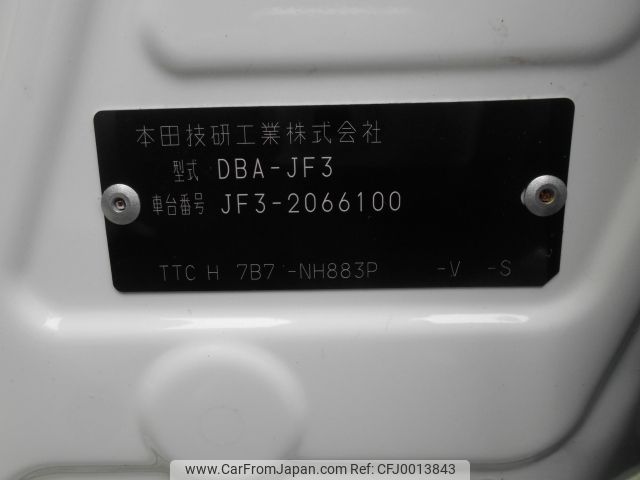 本田技研工業株式会社
型式 DBA-JF3
車台番号 JF3-2066100
TTC H 7B7 -NH883P -V -S
www.CarFromJapan.com | Ref. No. CFJ0013843